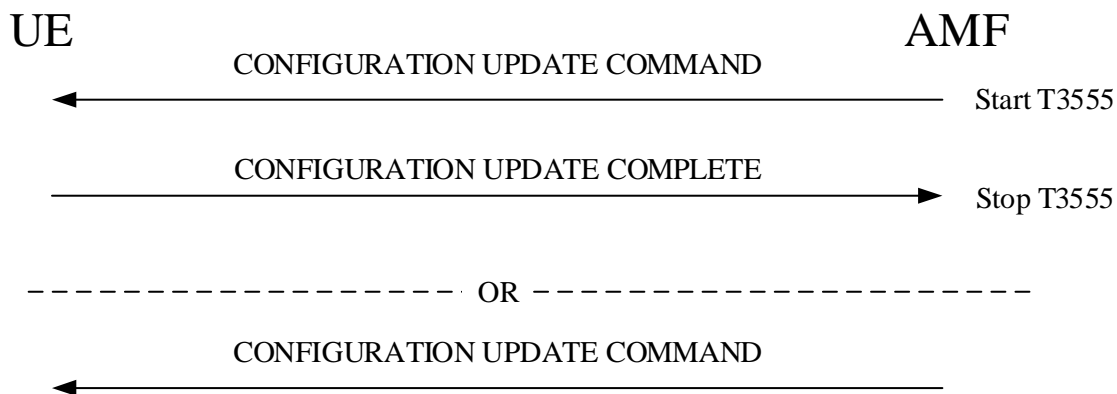 UE AMF
CONFIGURATION UPDATE COMMAND
Start T3555
CONFIGURATION UPDATE COMPLETE
Stop T3555
OR
CONFIGURATION UPDATE COMMAND